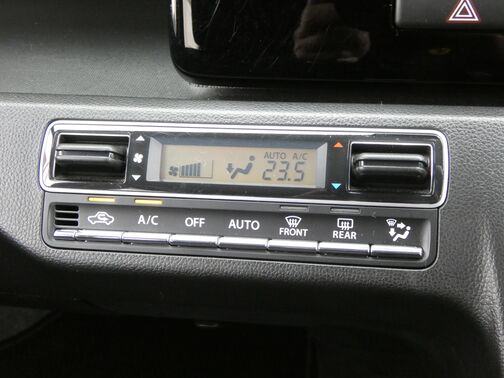 AUTO A/C
23.5
A/C OFF AUTO FRONT REAR